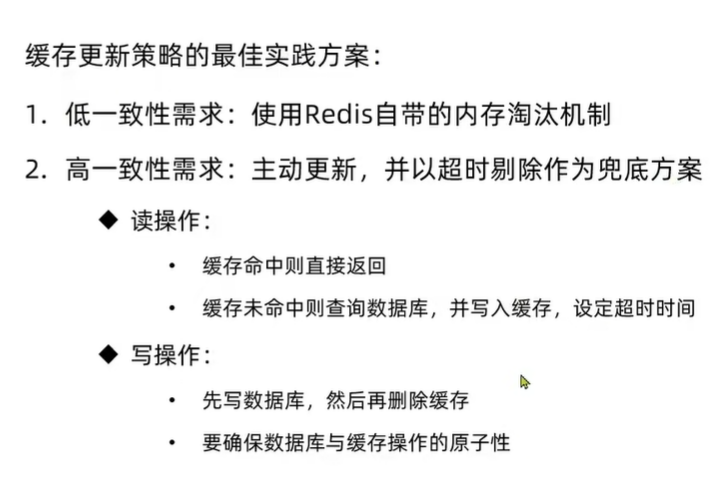 缓存更新策略的最佳实践方案：
1. 低一致性需求：使用Redis自带的内存淘汰机制
2. 高一致性需求：主动更新，并以超时剔除作为兜底方案
◆ 读操作：
• 缓存命中则直接返回
• 缓存未命中则查询数据库，并写入缓存，设定超时时间
◆ 写操作：
• 先写数据库，然后再删除缓存
• 要确保数据库与缓存操作的原子性